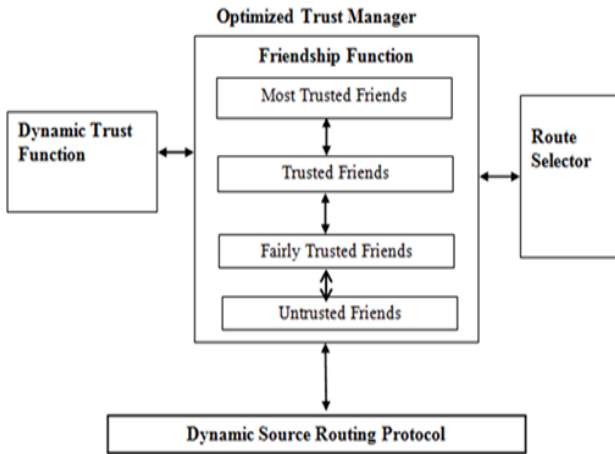 Optimized Trust Manager
Friendship Function
Most Trusted Friends
Dynamic Trust
Function
Trusted Friends
Route
Selector
Fairly Trusted Friends
Untrusted Friends
Dynamic Source Routing Protocol